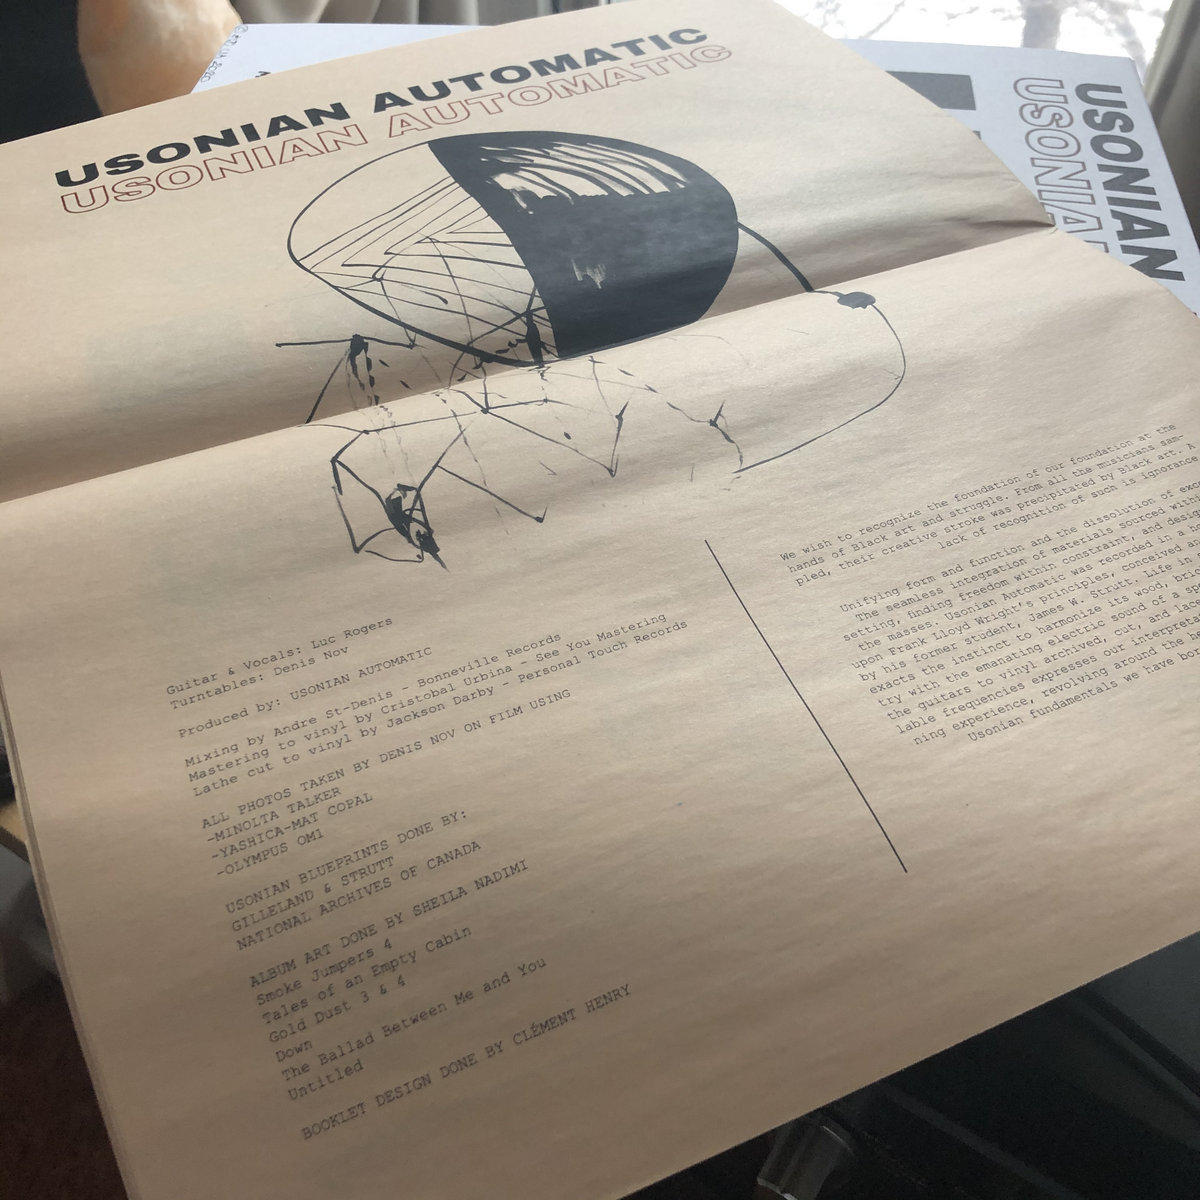 USONIAN AUTOMATIC
USONIAN AUTOMATIC
USONIAN
USONIA
Guitar & Vocals: Luc Rogers
Turntables: Denis Nov
Produced by: USONIAN AUTOMATIC
Mixing by Andre St-Denis - Bonneville Records
Mastering to vinyl by Cristobal Urbina - See You Mastering
Lathe cut to vinyl by Jackson Darby - Personal Touch Records
ALL PHOTOS TAKEN BY DENIS NOV ON FILM USING
-MINOLTA TALKER
-YASHICA-MAT COPAL
-OLYMPUS OM1
USONIAN BLUEPRINTS DONE BY:
GILLELAND & STRUTT
NATIONAL ARCHIVES OF CANADA
ALBUM ART DONE BY SHEILA NADIMI
Smoke Jumpers 4
Tales of an Empty Cabin
Gold Dust 3 & 4
Down
The Ballad Between Me and You
Untitled
BOOKLET DESIGN DONE BY CLÉMENT HENRY
We wish to recognize the foundation of our foundation at the
hands of Black art and struggle. From all the musicians sam-
pled, their creative stroke was precipitated by Black art. A
lack of recognition of such is ignorance
Unifying form and function and the dissolution of exce
The seamless integration of materials sourced with
setting, finding freedom within constraint, and desig
the masses. Usonian Automatic was recorded in a h
upon Frank Lloyd Wright's principles, conceived an
by his former student, James W. Strutt. Life in
exacts the instinct to harmonize its wood, bric
try with the emanating electric sound of a sp
the guitars to vinyl archived, cut, and lace
lable frequencies expresses our interpreta
ning experience, revolving around the h
Usonian fundamentals we have bor